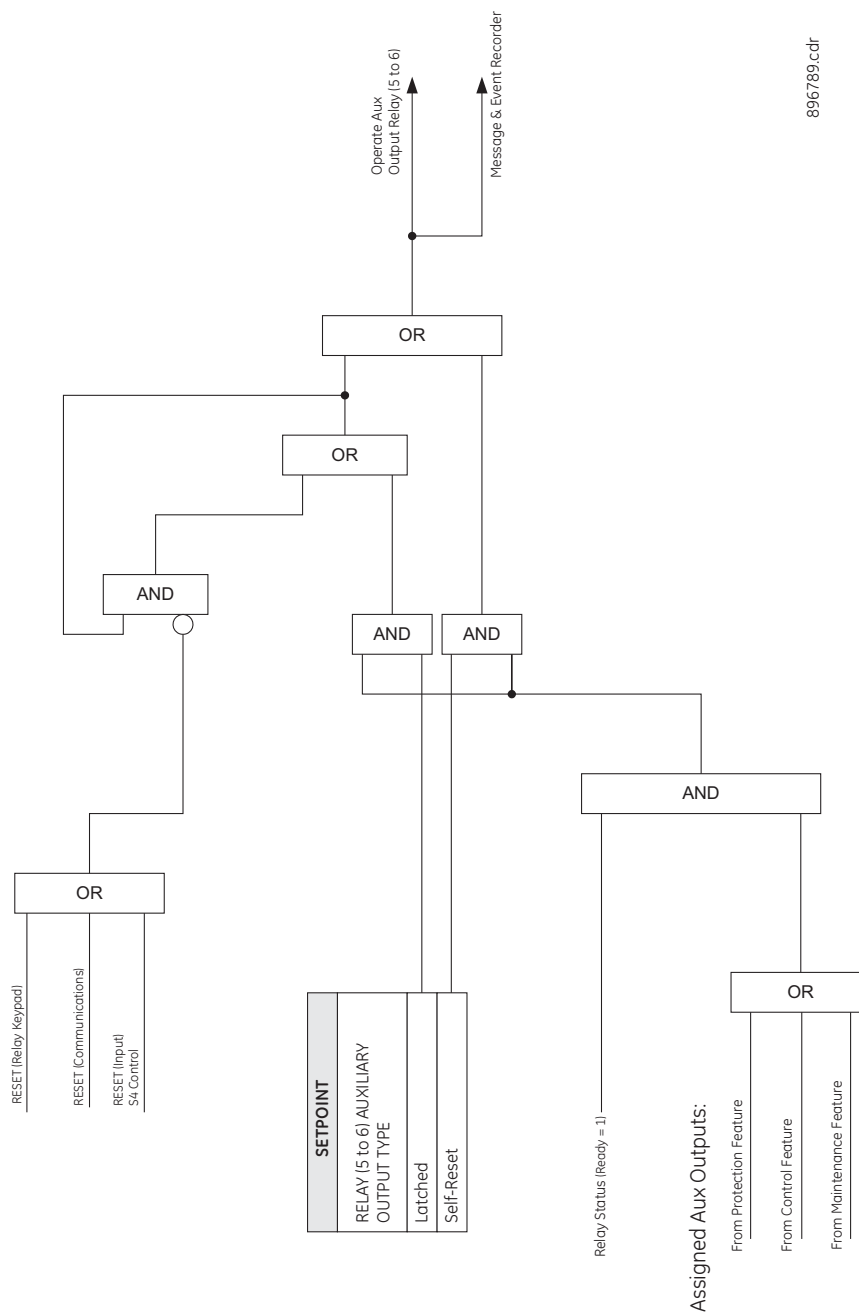 RESET (Relay Keypad)
RESET (Communications)
RESET (Input)
S4 Control
OR
AND
OR
OR
Operate Aux
Output Relay (5 to 6)
Message & Event Recorder
SETPOINT
RELAY (5 to 6) AUXILIARY
OUTPUT TYPE
Latched
Self-Reset
AND
AND
Relay Status (Ready = 1)
AND
Assigned Aux Outputs:
From Protection Feature
From Control Feature
From Maintenance Feature
OR
896789.cdr